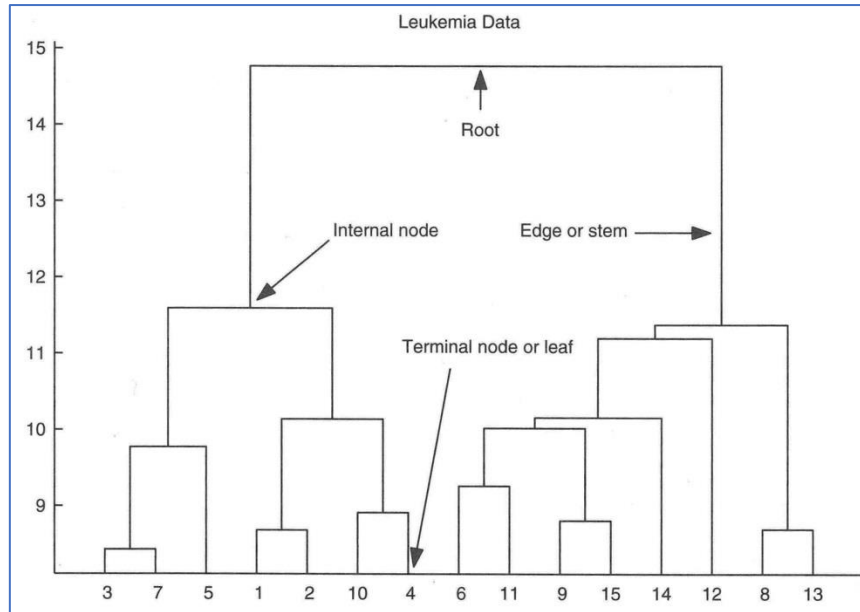 Leukemia Data
15
14
Root
13
Internal node
Edge or stem
12
11
Terminal node or leaf
10
9
3 7 5 1 2 10 4 6 11 9 15 14 12 8 13